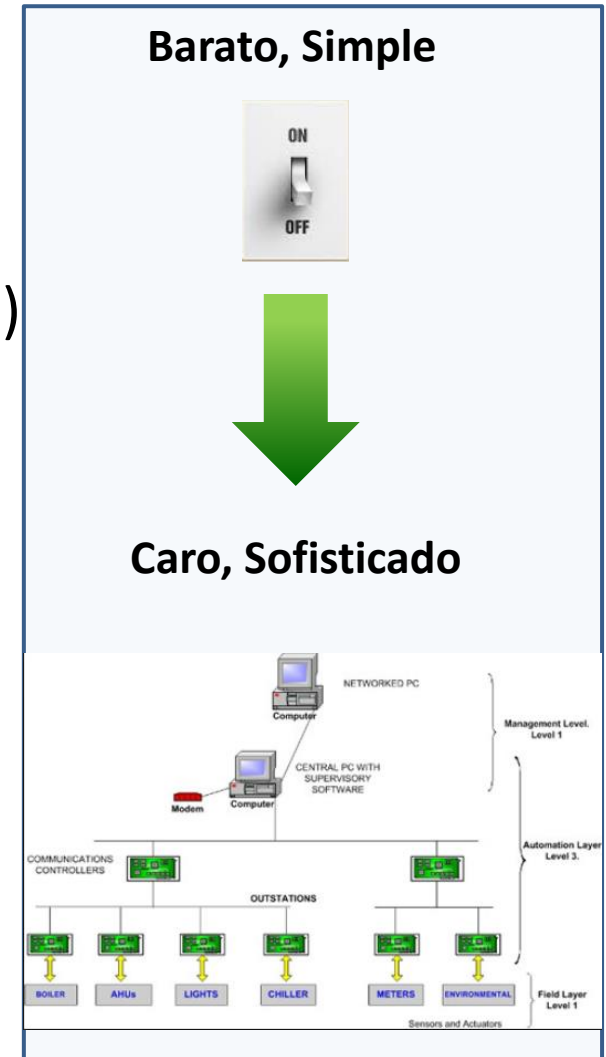 Barato, Simple
ON
OFF
)
Caro, Sofisticado
NETWORKED PC
Computer
Management Level.
Level 1
CENTRAL PC WITH
SUPERVISORY
SOFTWARE
Modem
Computer
COMMUNICATIONS
CONTROLLERS
Automation Layer
Level 3.
OUTSTATIONS
BOILER
AHUs
LIGHTS
CHILLER
METERS
ENVIRONMENTAL
Field Layer
Level 1
Sensors and Actuators